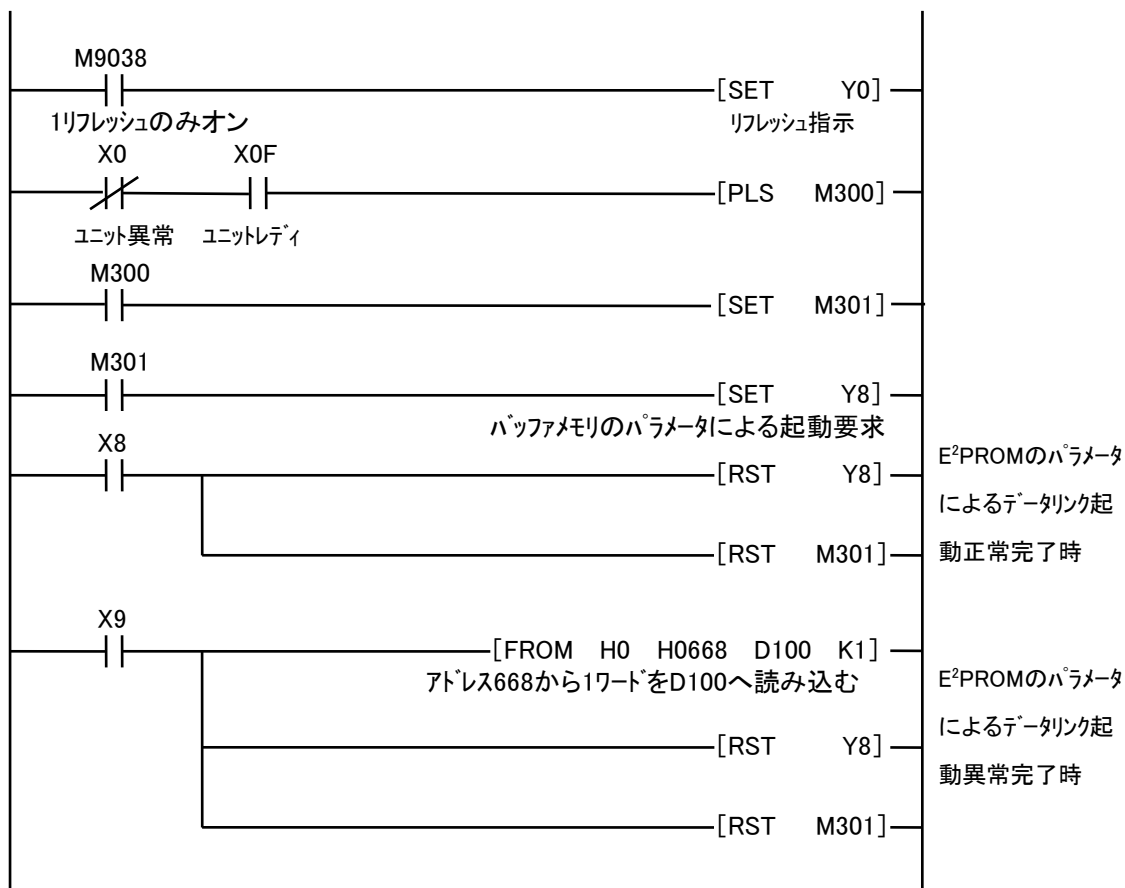 M9038
[SET Y0]
1リフレッシュのみオン
リフレッシュ指示
X0 X0F
[PLS M300]
ユニット異常 ユニットレディ
M300
[SET M301]
M301
[SET Y8]
バッファメモリのパラメータによる起動要求
X8
[RST Y8]
[RST M301]
E²PROMのパラメータ
によるデータリンク起
動正常完了時
X9
[FROM H0 H0668 D100 K1]
アドレス668から1ワードをD100へ読み込む
[RST Y8]
[RST M301]
E²PROMのパラメータ
によるデータリンク起
動異常完了時